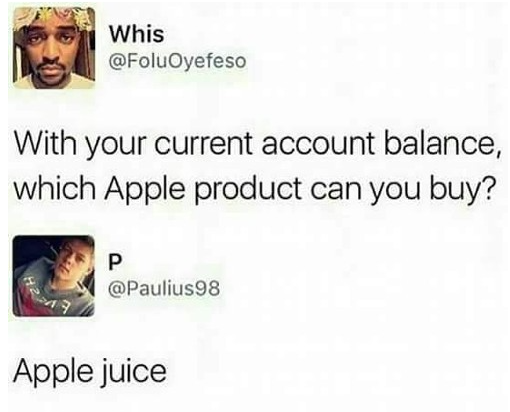 Whis
@FoluOyefeso
With your current account balance,
which Apple product can you buy?
P
@Paulius98
Apple juice